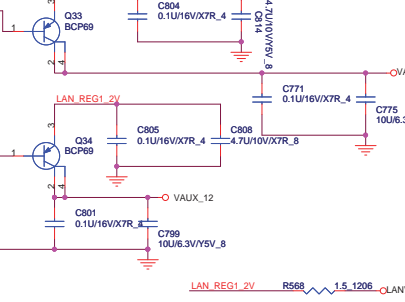 3
Q33
BCP69
1
2
4
C804
0.1U/16V/X7R_4
C814
4.7U/10V/Y5V_8
C771
0.1U/16V/X7R_4
C775
10U/6.3
LAN_REG1_2V
3
Q34
BCP69
1
2
4
C805
0.1U/16V/X7R_4
C808
4.7U/10V/X7R_8
VAUX_12
C801
0.1U/16V/X7R_4
C799
10U/6.3V/Y5V_8
LAN_REG1_2V
R568
1.5_1206
LAN